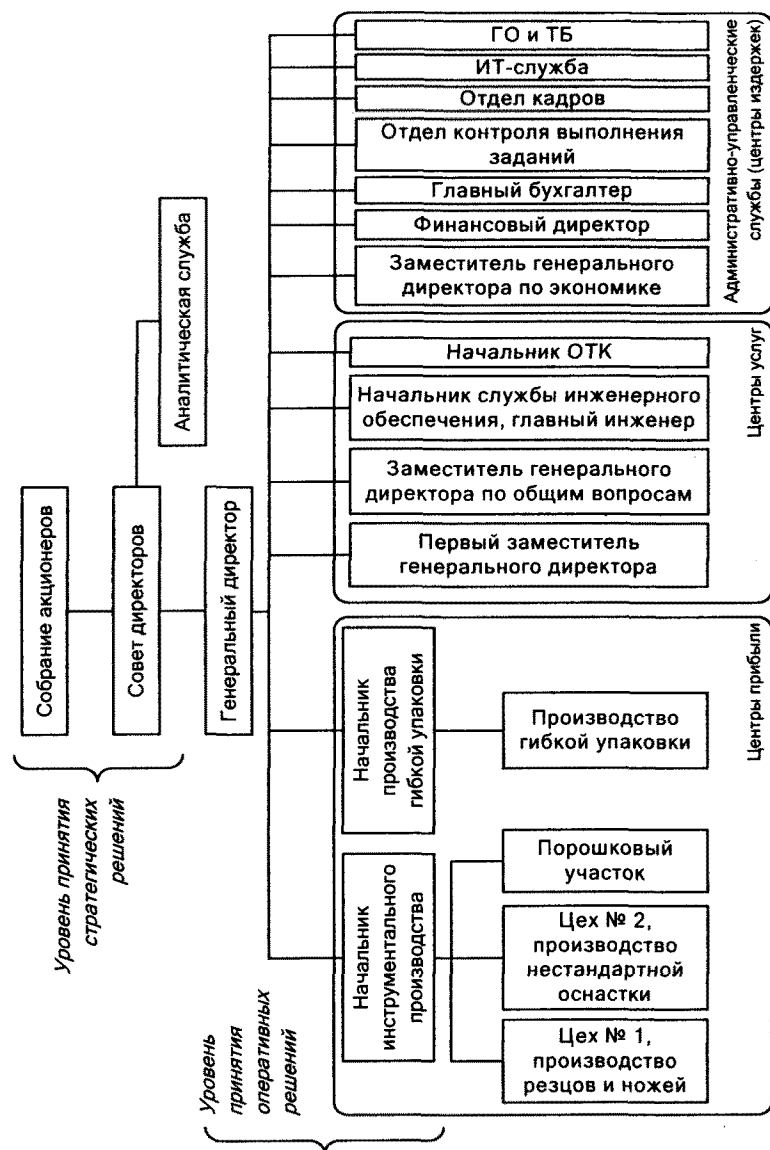 Собрание акционеров
Совет директоров
Аналитическая служба
Генеральный директор
Уровень принятия
стратегических
решений
Уровень
принятия
оперативных
решений
ГО и ТБ
ИТ-служба
Отдел кадров
Отдел контроля выполнения
заданий
Главный бухгалтер
Финансовый директор
Заместитель генерального
директора по экономике
Административно-управленческие
службы (центры издержек)
Начальник ОТК
Начальник службы инженерного
обеспечения, главный инженер
Заместитель генерального
директора по общим вопросам
Первый заместитель
генерального директора
Центры услуг
Начальник
производства
гибкой упаковки
Производство
гибкой упаковки
Начальник
инструментального
производства
Порошковый
участок
Цех № 2,
производство
нестандартной
оснастки
Цех № 1,
производство
резцов и ножей
Центры прибыли